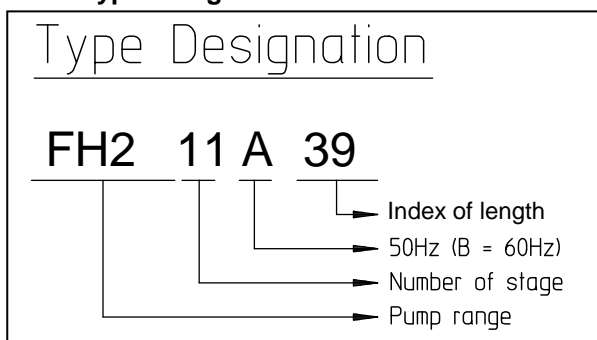 Type Designation
FH2 11 A 39
Index of length
50Hz (B = 60Hz)
Number of stage
Pump range